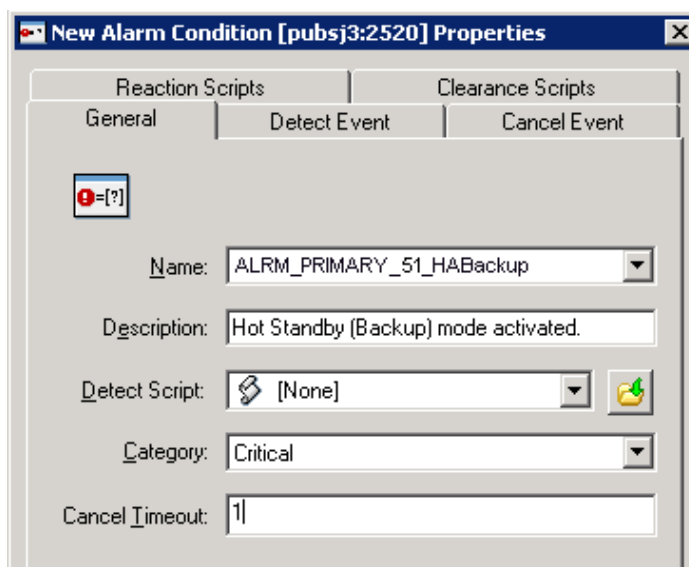 New Alarm Condition [pubsj3:2520] Properties
Reaction Scripts Clearance Scripts
General Detect Event Cancel Event
!=[?]
Name: ALRM_PRIMARY_51_HABackup
Description: Hot Standby (Backup) mode activated.
Detect Script: [None]
Category: Critical
Cancel Timeout: 1